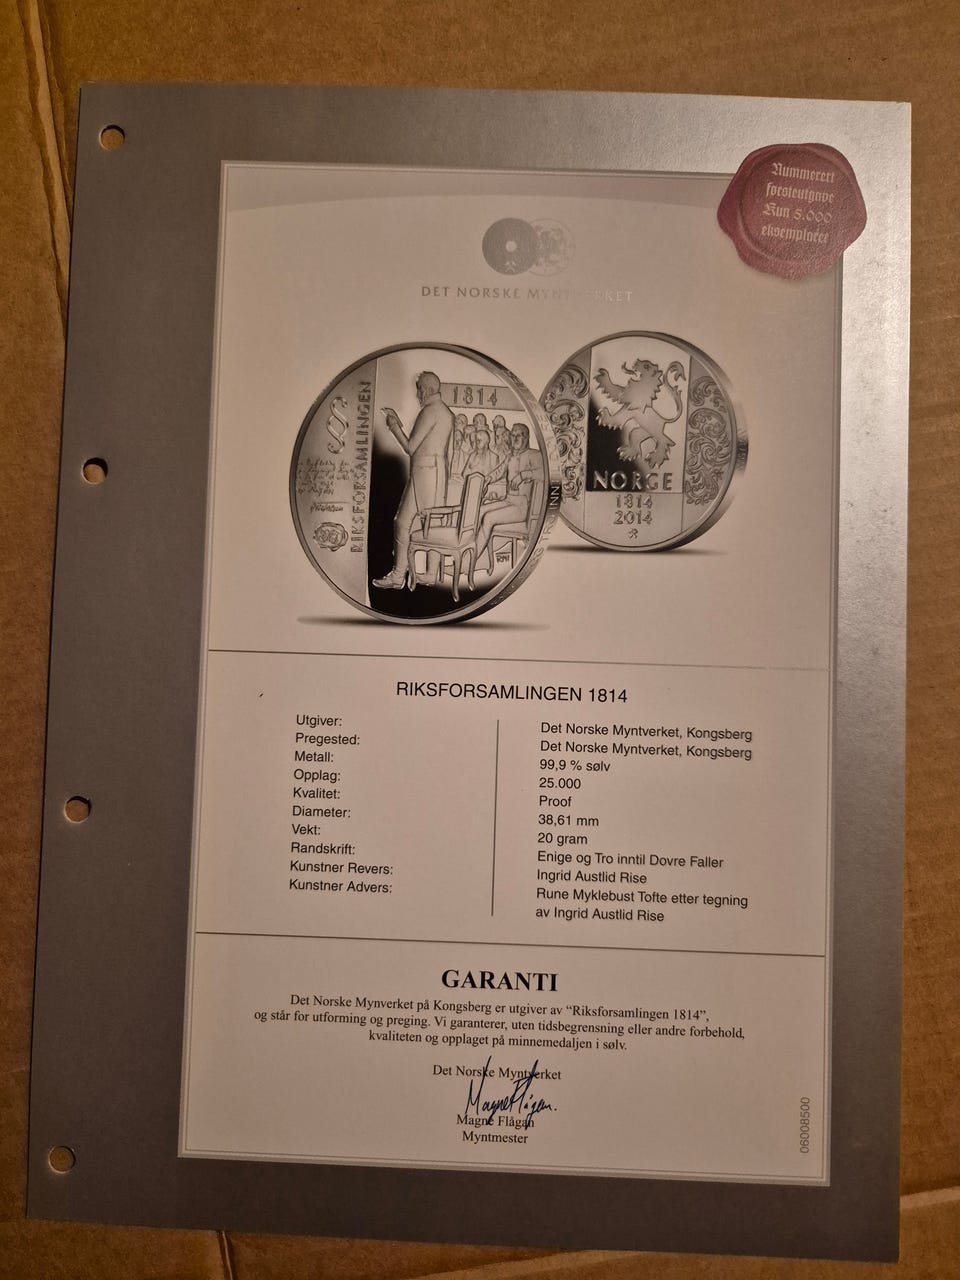 Nummerert
førsteutgave
Kun 5.000
eksemplarer
DET NORSKE MYNTVERKET
1814
RIKSFORSAMLINGEN
NORGE
1814
2014
RIKSFORSAMLINGEN 1814
Utgiver: Det Norske Myntverket, Kongsberg
Pregested: Det Norske Myntverket, Kongsberg
Metall: 99,9 % sølv
Opplag: 25.000
Kvalitet: Proof
Diameter: 38,61 mm
Vekt: 20 gram
Randskrift: Enige og Tro inntil Dovre Faller
Kunstner Revers: Ingrid Austlid Rise
Kunstner Advers: Rune Myklebust Tofte etter tegning
av Ingrid Austlid Rise
GARANTI
Det Norske Mynverket på Kongsberg er utgiver av “Riksforsamlingen 1814”,
og står for utforming og preging. Vi garanterer, uten tidsbegrensning eller andre forbehold,
kvaliteten og opplaget på minnemedaljen i sølv.
Det Norske Myntverket
Magne Flågan.
Magne Flågan
Myntmester
06008500